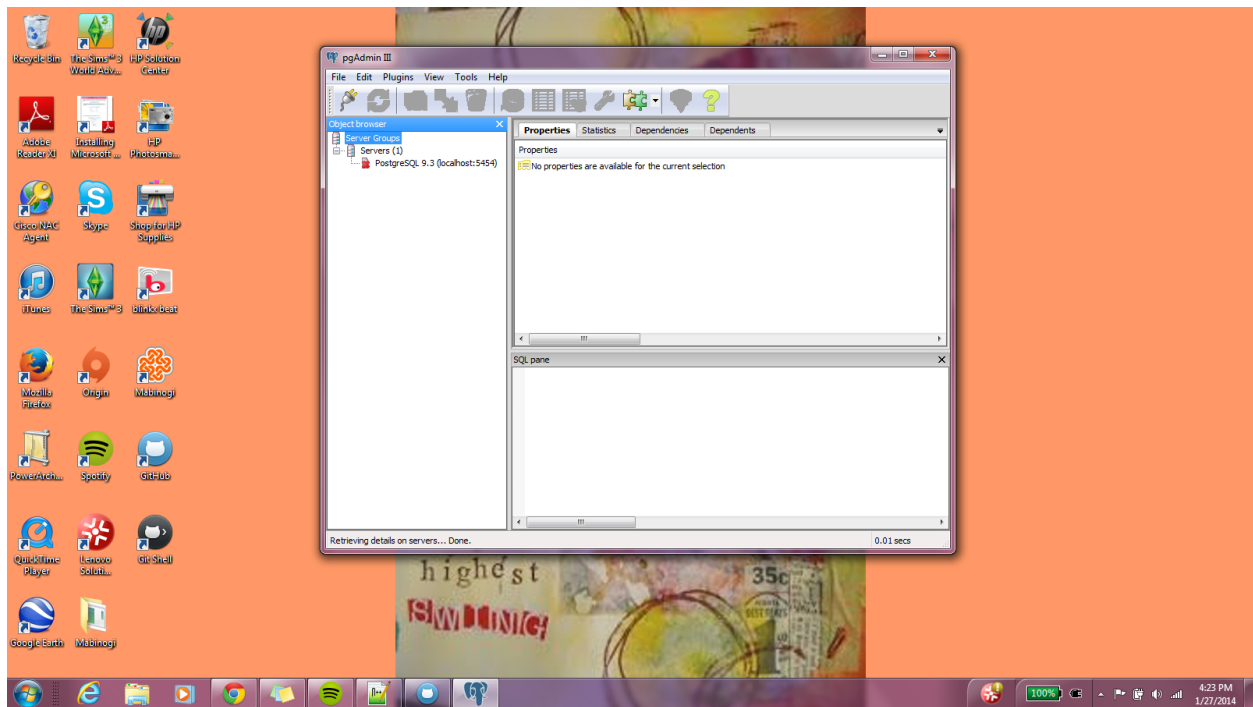 Recycle Bin
The Sims™ 3 World Adv...
HP Solution Center
Adobe Reader XI
Installing Microsoft ...
HP Photosma...
Cisco NAC Agent
Skype
Shop for HP Supplies
iTunes
The Sims™ 3
blinkx beat
Mozilla Firefox
Origin
Mabinogi
PowerArch...
Spotify
GitHub
QuickTime Player
Lenovo Soluti...
Git Shell
Google Earth
Mabinogi
pgAdmin III
File Edit Plugins View Tools Help
Object browser
Server Groups
Servers (1)
PostgreSQL 9.3 (localhost:5454)
Properties Statistics Dependencies Dependents
Properties
No properties are available for the current selection
SQL pane
Retrieving details on servers... Done.
0.01 secs
highest
SWING
35c
100%
4:23 PM
1/27/2014